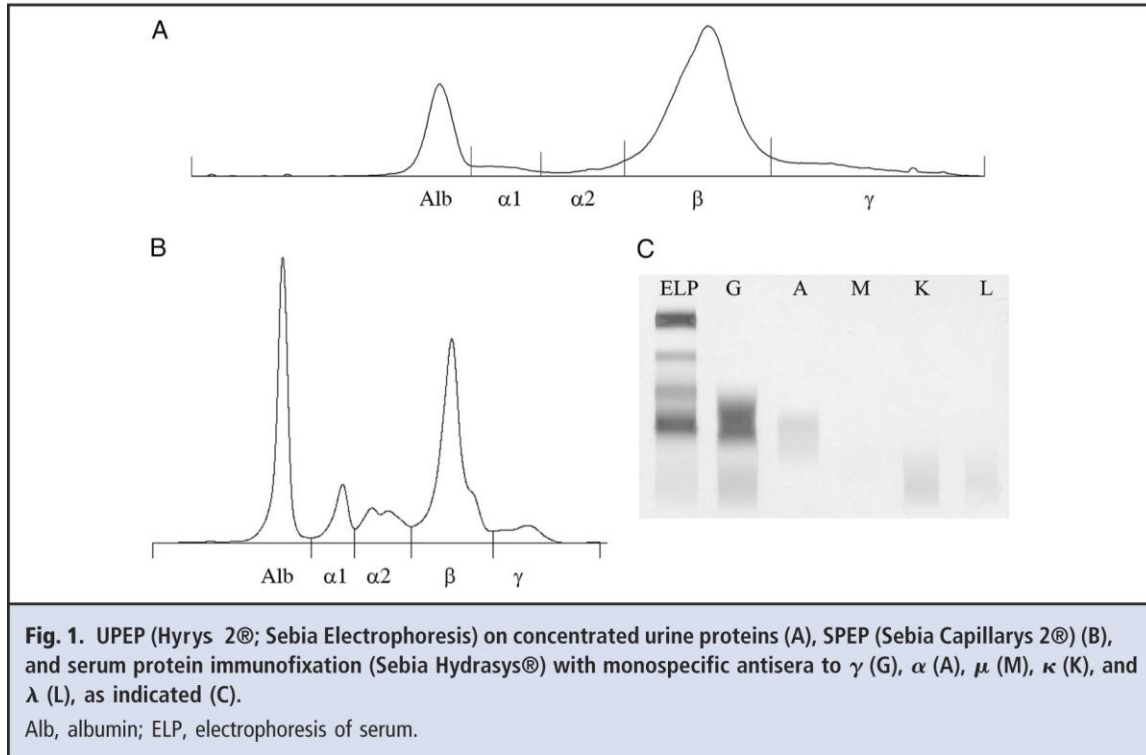 A
Alb α1 α2 β γ
B
Alb α1 α2 β γ
C
ELP G A M K L
Fig. 1. UPEP (Hyrys 2®; Sebia Electrophoresis) on concentrated urine proteins (A), SPEP (Sebia Capillarys 2®) (B),
and serum protein immunofixation (Sebia Hydrasys®) with monospecific antisera to γ (G), α (A), μ (M), κ (K), and
λ (L), as indicated (C).
Alb, albumin; ELP, electrophoresis of serum.